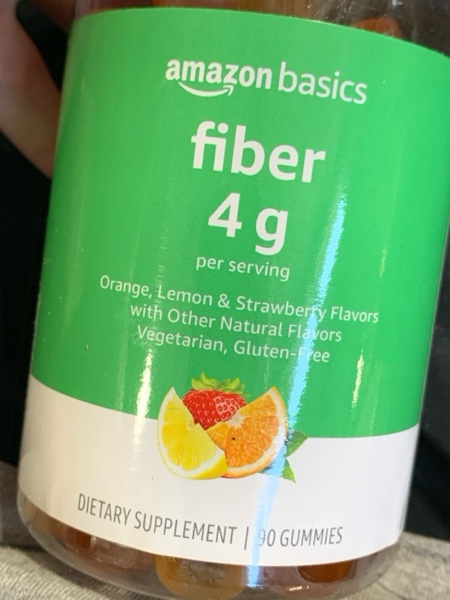 amazon basics
fiber
4 g
per serving
Orange, Lemon & Strawberry Flavors
with Other Natural Flavors
Vegetarian, Gluten-Free
DIETARY SUPPLEMENT | 90 GUMMIES